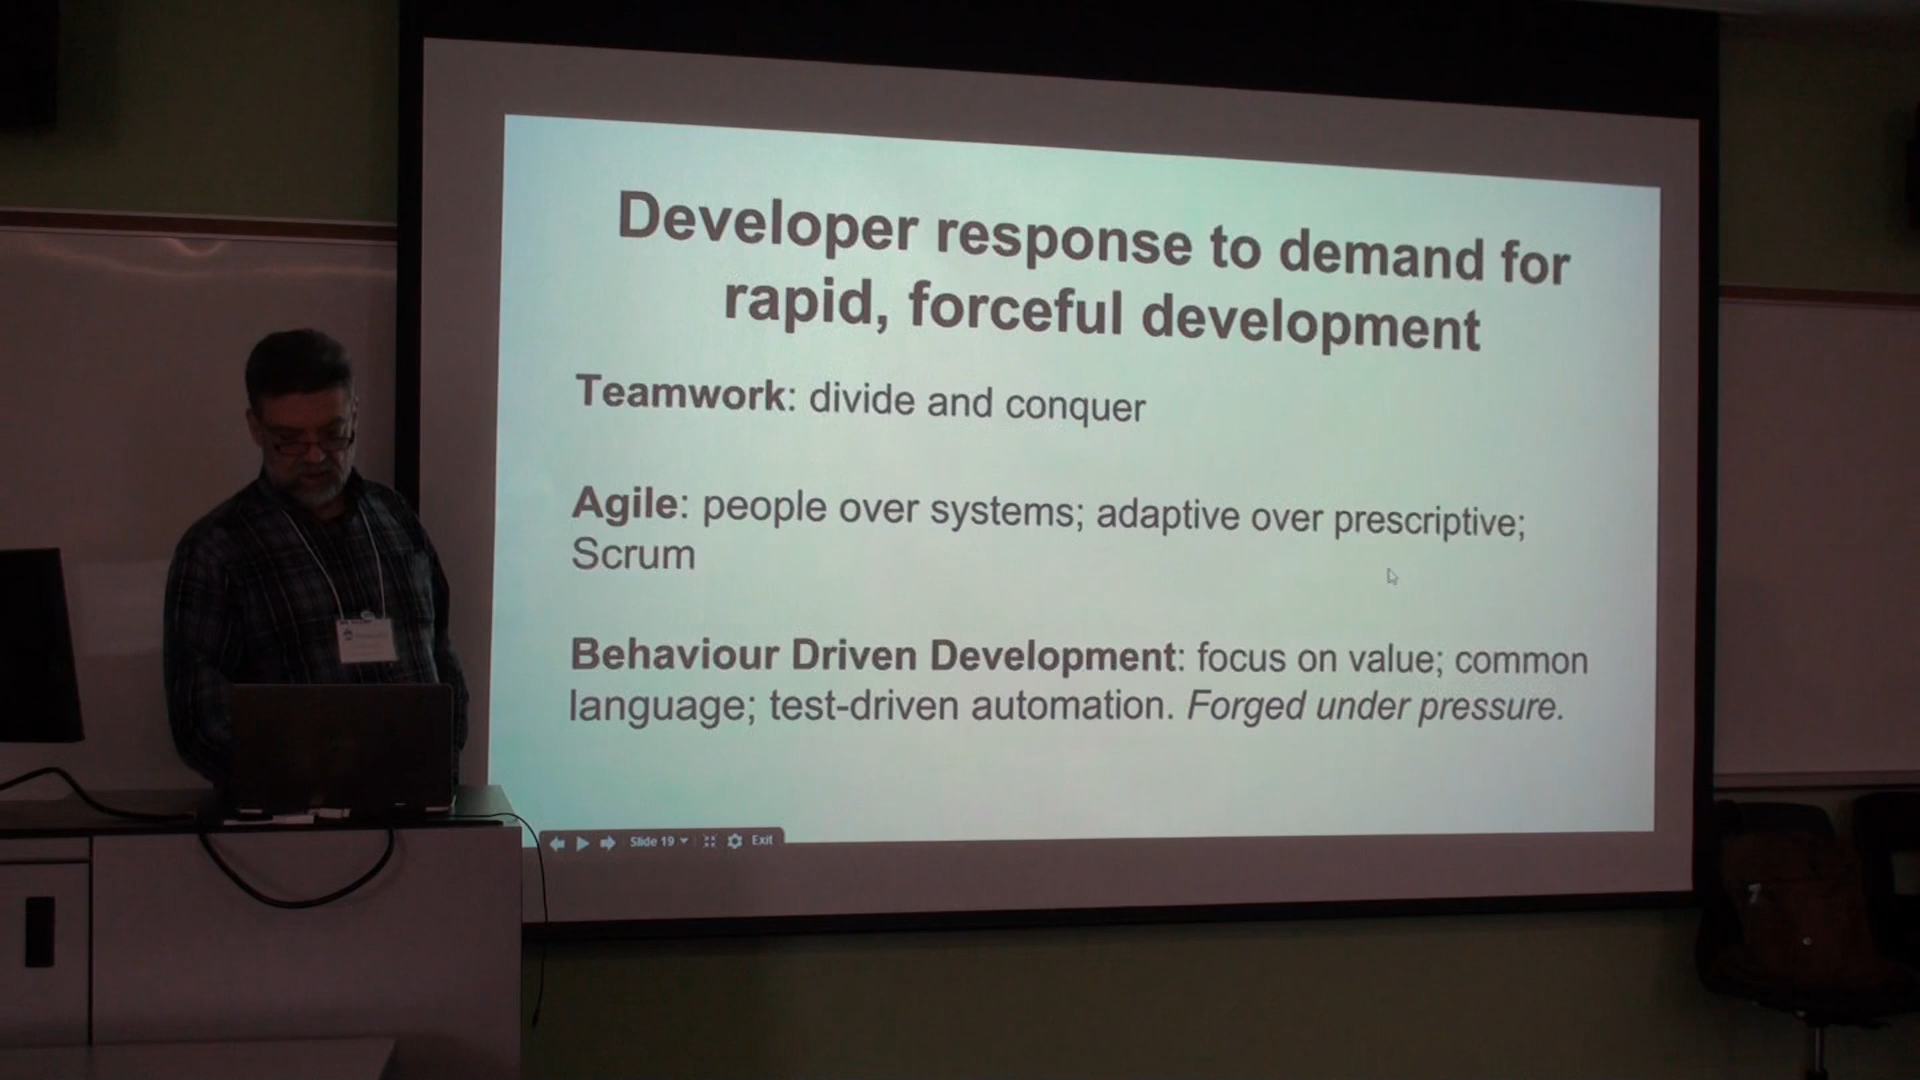 Developer response to demand for
rapid, forceful development
Teamwork: divide and conquer
Agile: people over systems; adaptive over prescriptive;
Scrum
Behaviour Driven Development: focus on value; common
language; test-driven automation. Forged under pressure.
Slide 19 Exit